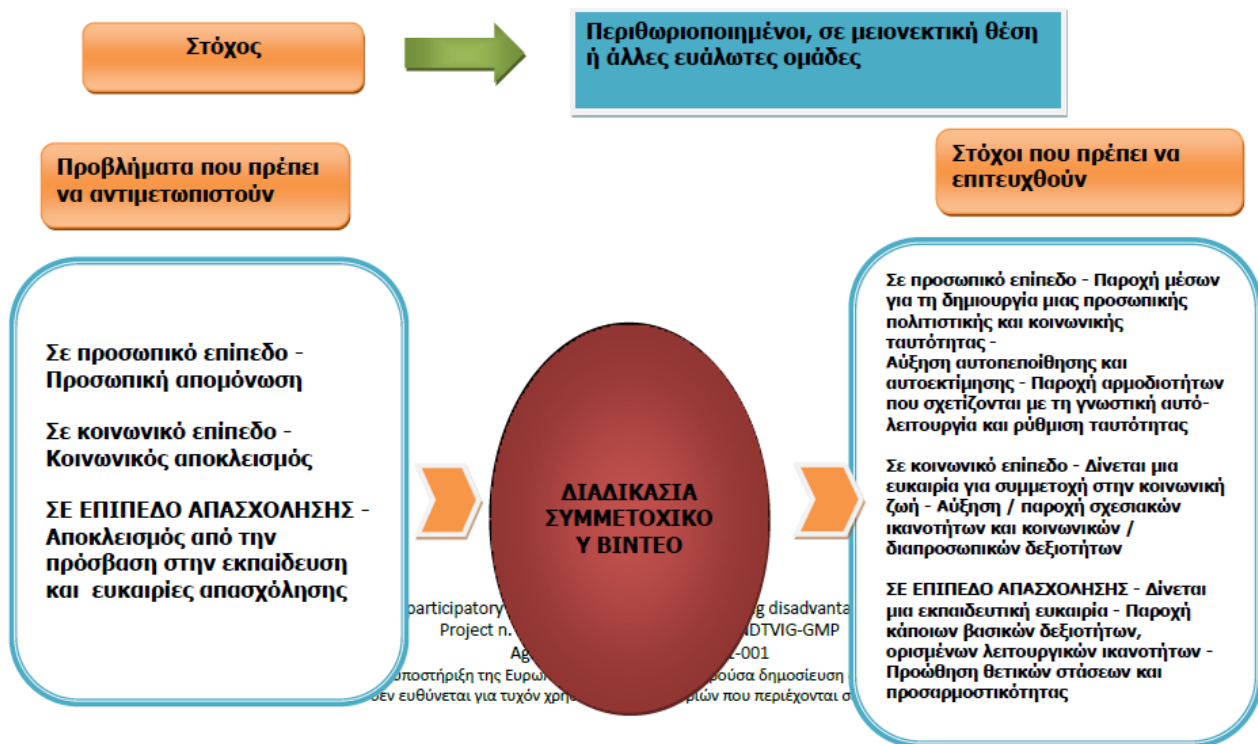 Στόχος
Περιθωριοποιημένοι, σε μειονεκτική θέση
ή άλλες ευάλωτες ομάδες
Προβλήματα που πρέπει
να αντιμετωπιστούν
Στόχοι που πρέπει να
επιτευχθούν
Σε προσωπικό επίπεδο -
Προσωπική απομόνωση
Σε κοινωνικό επίπεδο -
Κοινωνικός αποκλεισμός
ΣΕ ΕΠΙΠΕΔΟ ΑΠΑΣΧΟΛΗΣΗΣ -
Αποκλεισμός από την
πρόσβαση στην εκπαίδευση
και ευκαιρίες απασχόλησης
ΔΙΑΔΙΚΑΣΙΑ
ΣΥΜΜΕΤΟΧΙΚΟ
Υ ΒΙΝΤΕΟ
Σε προσωπικό επίπεδο - Παροχή μέσων
για τη δημιουργία μιας προσωπικής
πολιτιστικής και κοινωνικής
ταυτότητας -
Αύξηση αυτοπεποίθησης και
αυτοεκτίμησης - Παροχή αρμοδιοτήτων
που σχετίζονται με τη γνωστική αυτό-
λειτουργία και ρύθμιση ταυτότητας
Σε κοινωνικό επίπεδο - Δίνεται μια
ευκαιρία για συμμετοχή στην κοινωνική
ζωή - Αύξηση / παροχή σχεσιακών
ικανοτήτων και κοινωνικών /
διαπροσωπικών δεξιοτήτων
ΣΕ ΕΠΙΠΕΔΟ ΑΠΑΣΧΟΛΗΣΗΣ - Δίνεται
μια εκπαιδευτική ευκαιρία - Παροχή
κάποιων βασικών δεξιοτήτων,
ορισμένων λειτουργικών ικανοτήτων -
Προώθηση θετικών στάσεων και
προσαρμοστικότητας
participatory
Project n. NDTVIG-GMP
-001
υποστήριξη της δημοσίευση
δεν ευθύνεται για τυχόν που περιέχονται